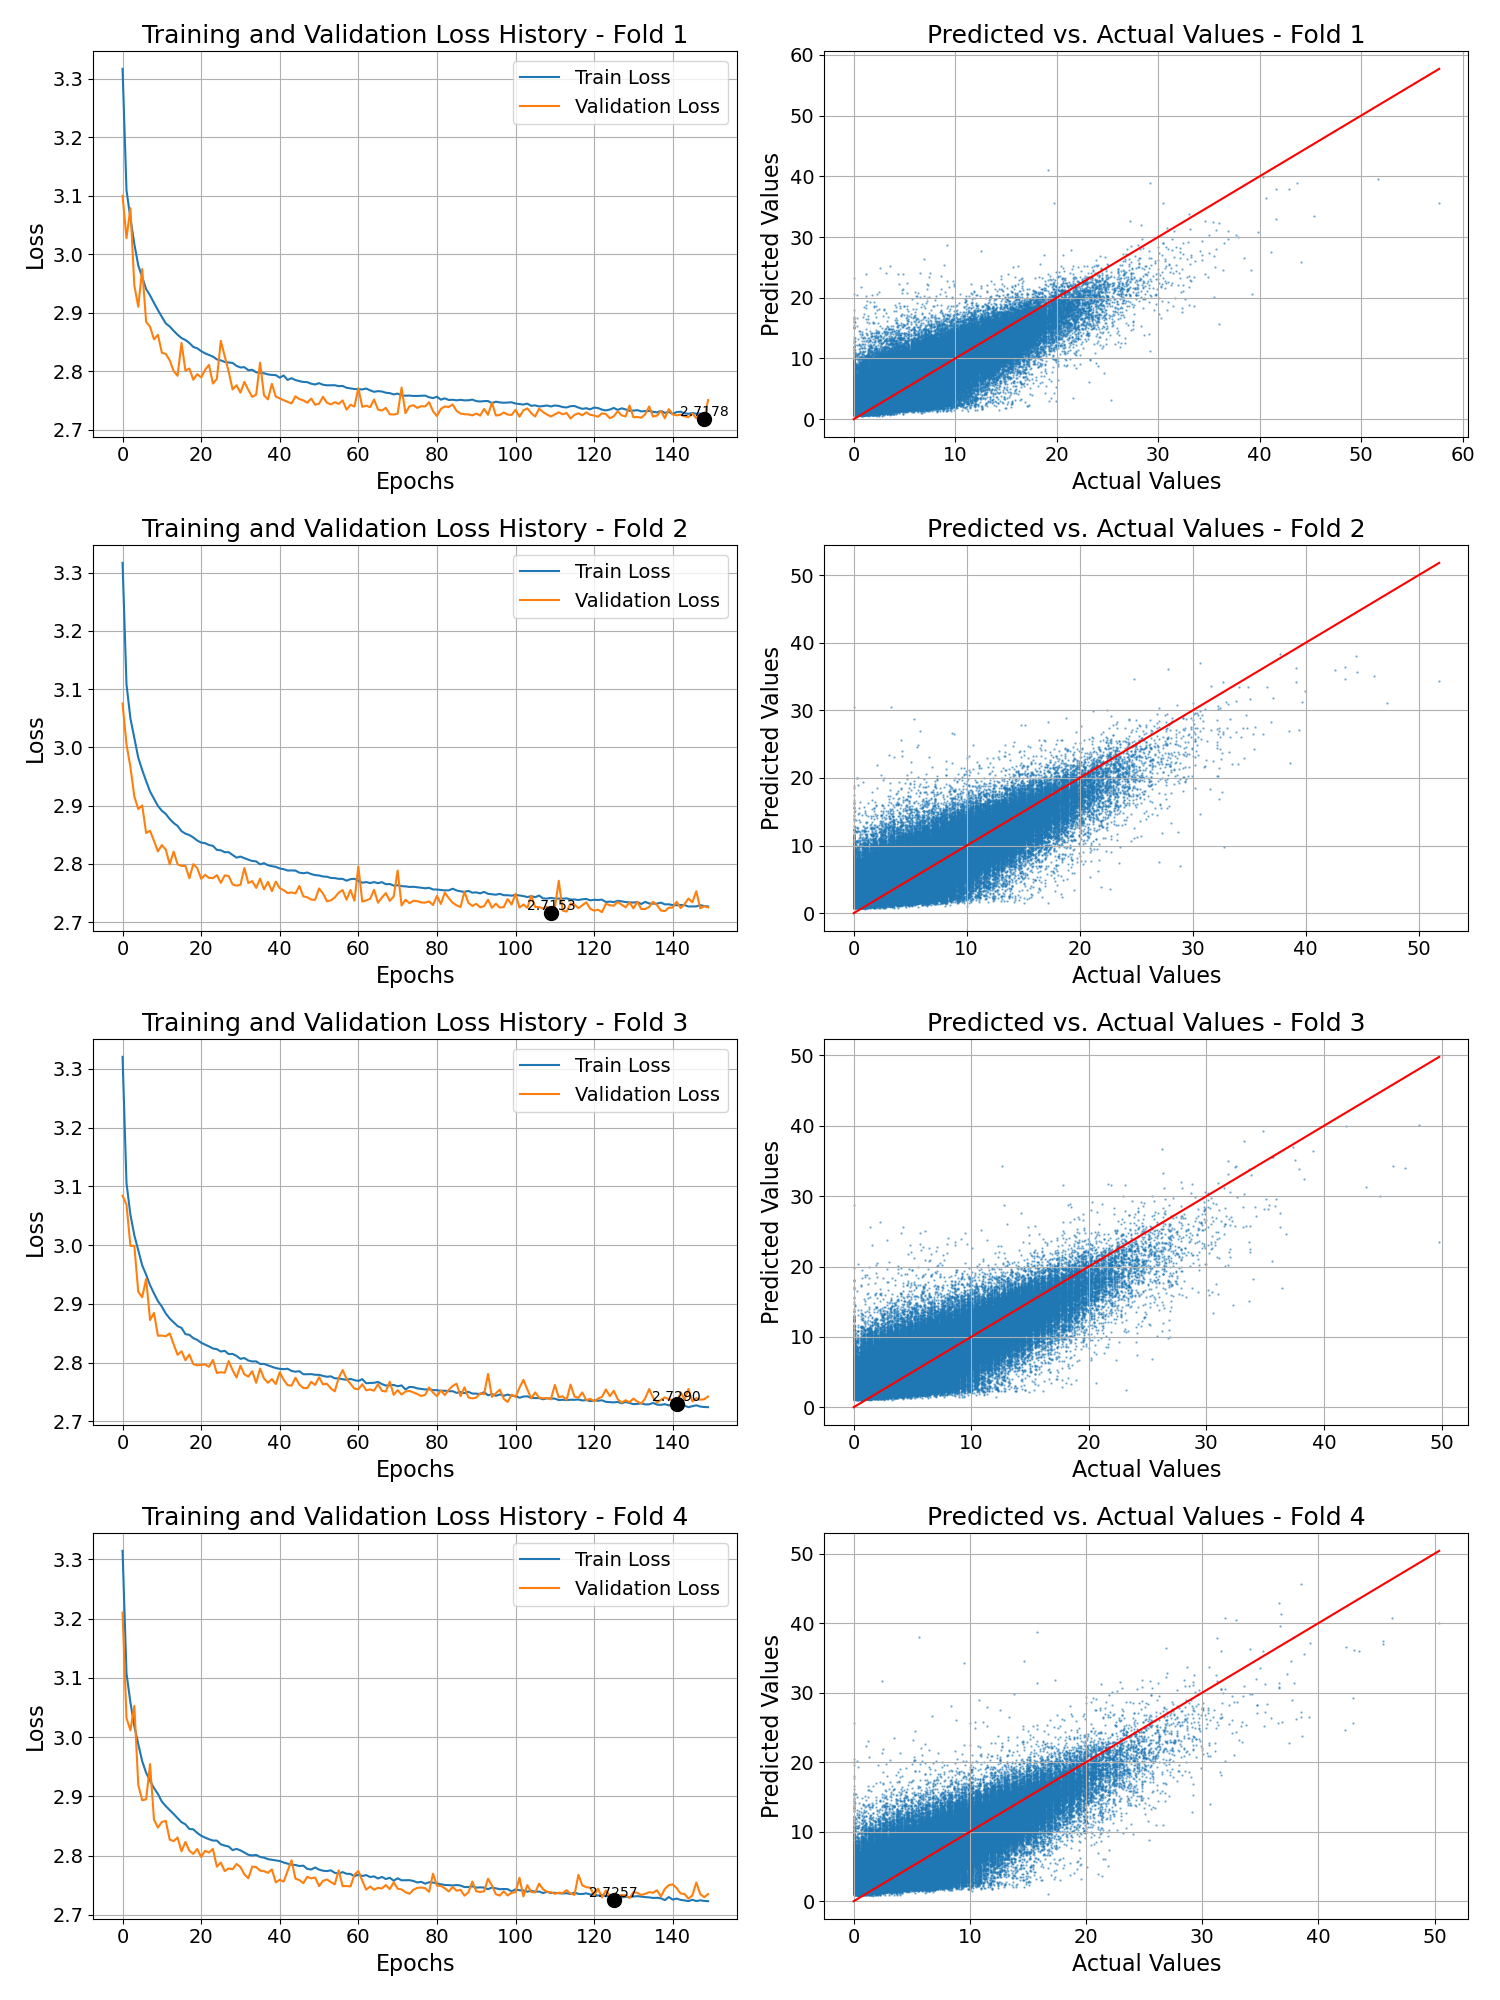 Training and Validation Loss History - Fold 1
3.3
3.2
3.1
3.0
2.9
2.8
2.7
Loss
Train Loss
Validation Loss
2.7178
0 20 40 60 80 100 120 140
Epochs
Predicted vs. Actual Values - Fold 1
60
50
40
30
20
10
0
Predicted Values
0 10 20 30 40 50 60
Actual Values
Training and Validation Loss History - Fold 2
3.3
3.2
3.1
3.0
2.9
2.8
2.7
Loss
Train Loss
Validation Loss
2.7153
0 20 40 60 80 100 120 140
Epochs
Predicted vs. Actual Values - Fold 2
50
40
30
20
10
0
Predicted Values
0 10 20 30 40 50
Actual Values
Training and Validation Loss History - Fold 3
3.3
3.2
3.1
3.0
2.9
2.8
2.7
Loss
Train Loss
Validation Loss
2.7290
0 20 40 60 80 100 120 140
Epochs
Predicted vs. Actual Values - Fold 3
50
40
30
20
10
0
Predicted Values
0 10 20 30 40 50
Actual Values
Training and Validation Loss History - Fold 4
3.3
3.2
3.1
3.0
2.9
2.8
2.7
Loss
Train Loss
Validation Loss
2.7257
0 20 40 60 80 100 120 140
Epochs
Predicted vs. Actual Values - Fold 4
50
40
30
20
10
0
Predicted Values
0 10 20 30 40 50
Actual Values